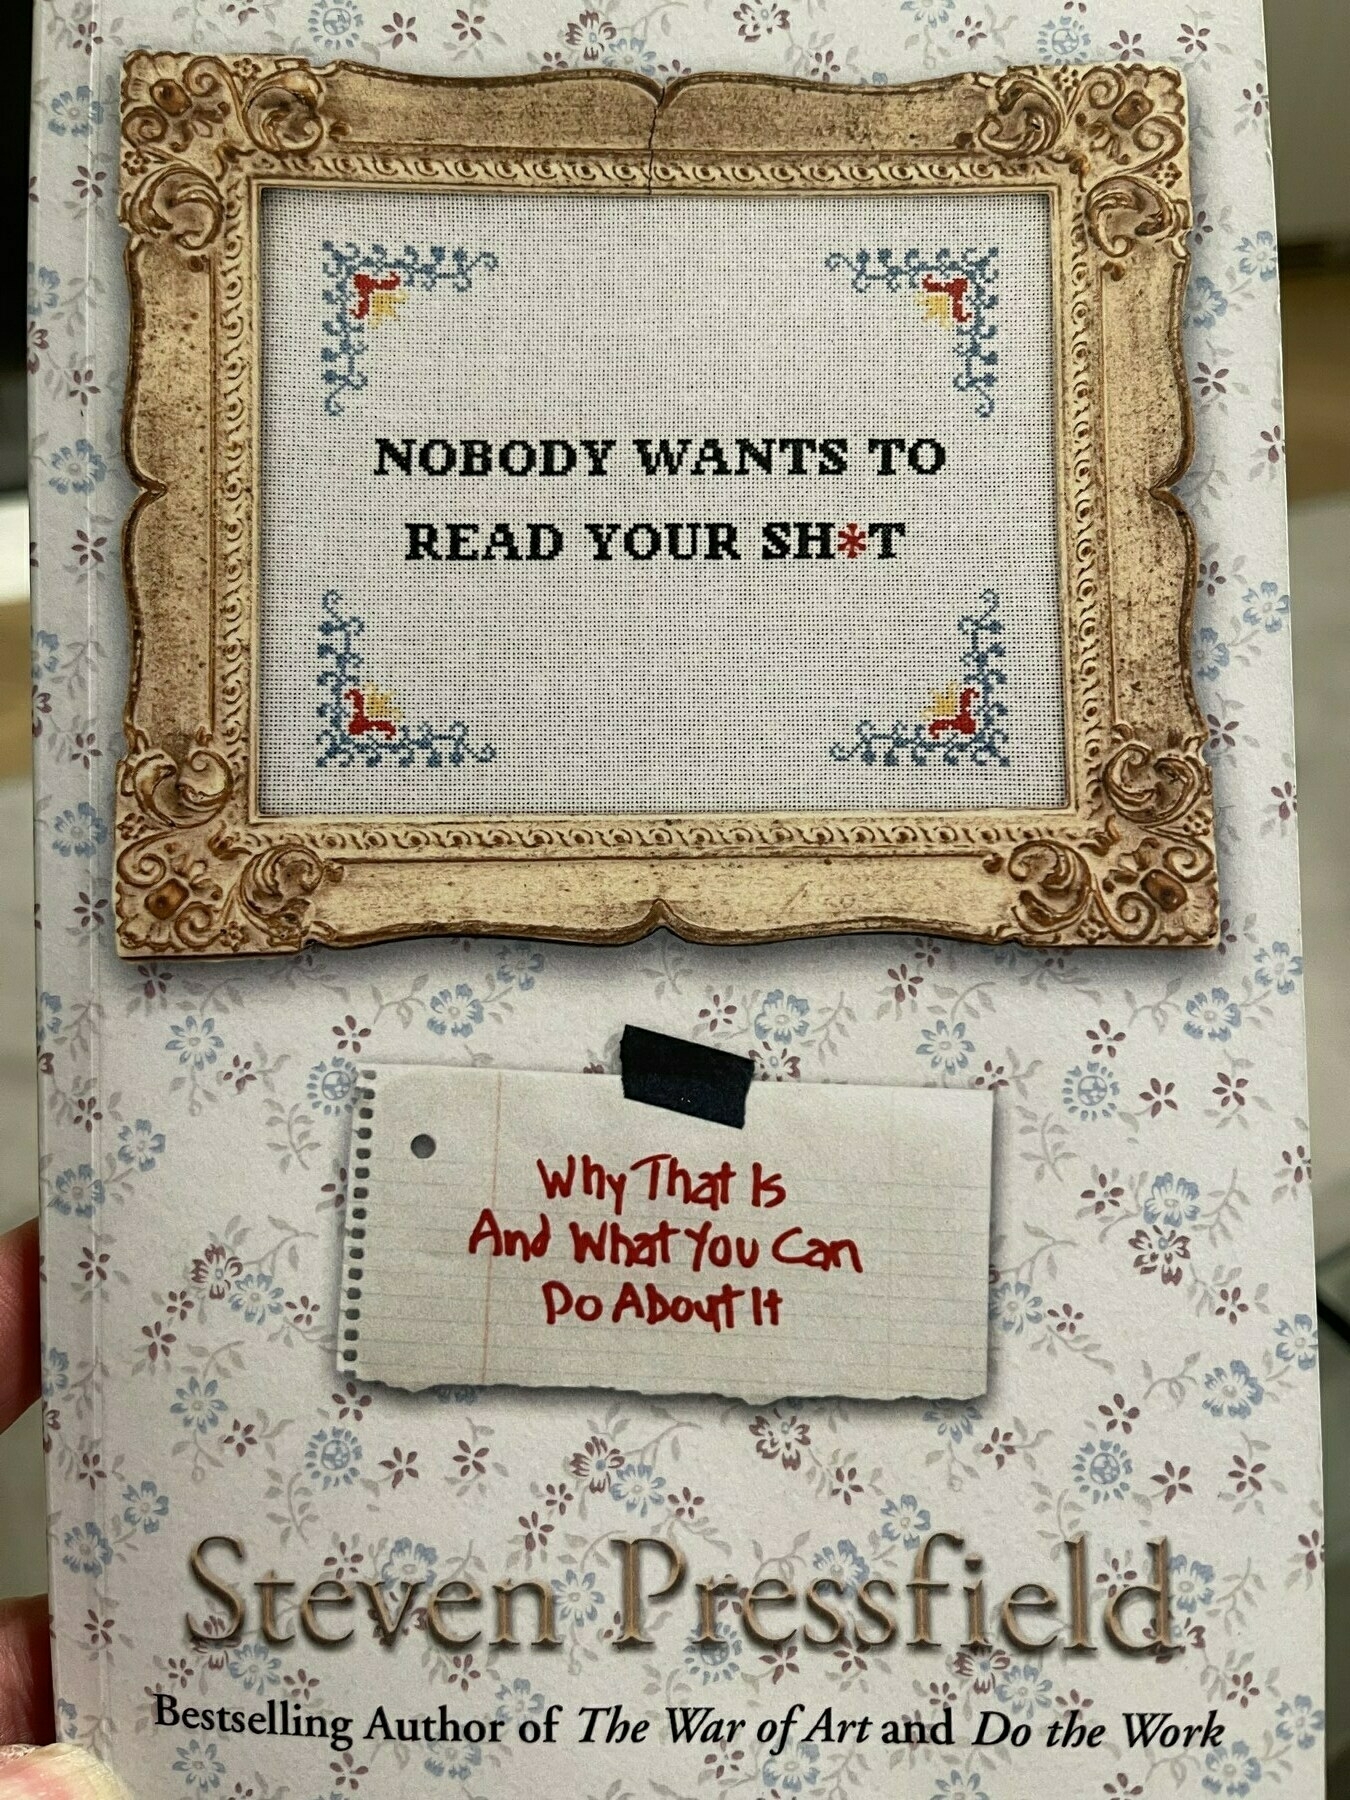 NOBODY WANTS TO
READ YOUR SH*T
Why That Is
And What You Can
Do About It
Steven Pressfield
Bestselling Author of The War of Art and Do the Work